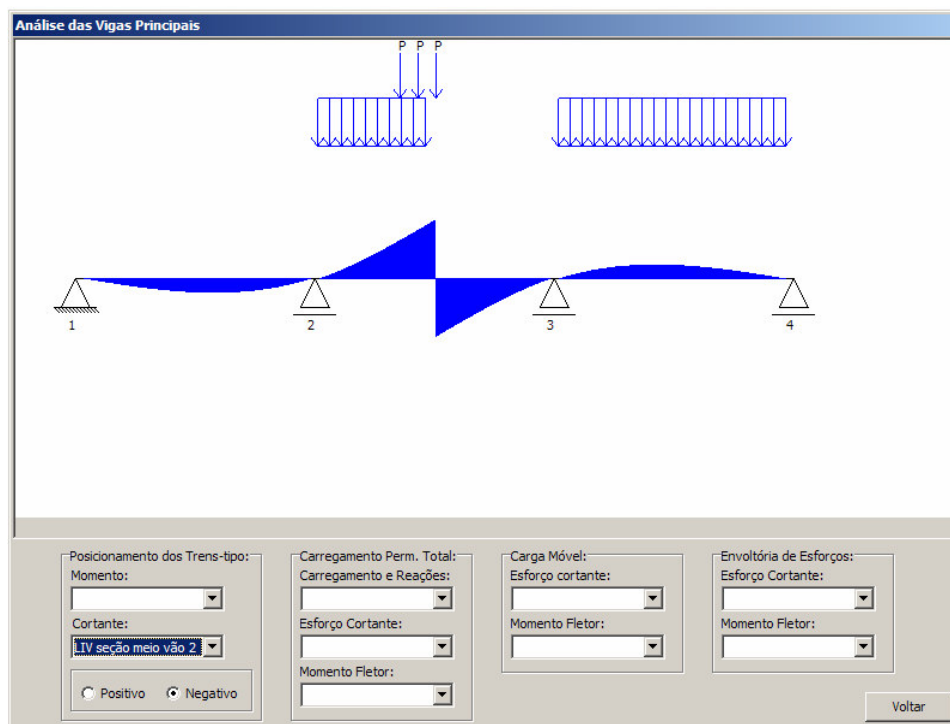 Análise das Vigas Principais
P P P
1 2 3 4
Posicionamento dos Trens-tipo:
Momento:
Cortante:
LIV seção meio vão 2
Positivo Negativo
Carregamento Perm. Total:
Carregamento e Reações:
Esforço Cortante:
Momento Fletor:
Carga Móvel:
Esforço cortante:
Momento Fletor:
Envoltória de Esforços:
Esforço Cortante:
Momento Fletor:
Voltar